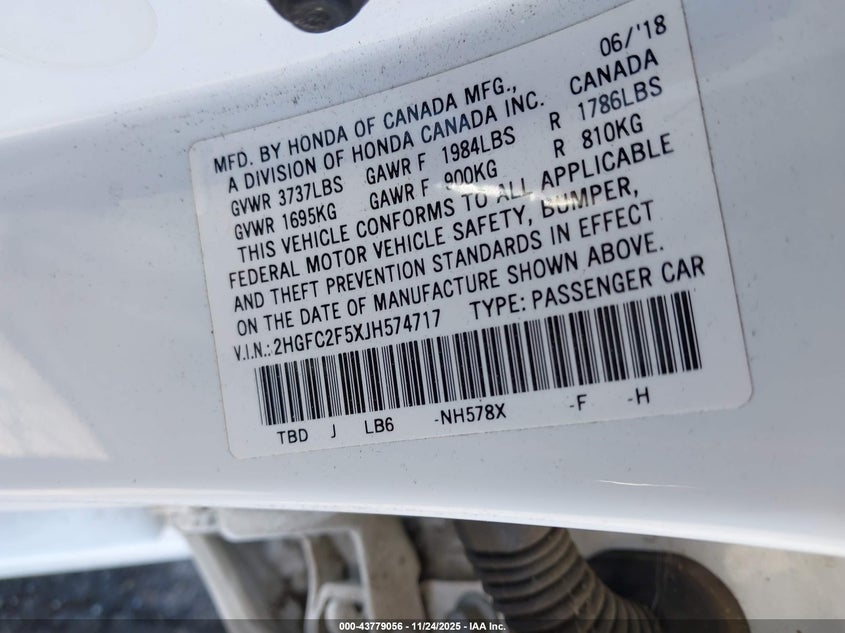 06/'18
MFD. BY HONDA OF CANADA MFG.,
A DIVISION OF HONDA CANADA INC. CANADA
GVWR 3737LBS GAWR F 1984LBS R 1786LBS
GVWR 1695KG GAWR F 900KG R 810KG
THIS VEHICLE CONFORMS TO ALL APPLICABLE
FEDERAL MOTOR VEHICLE SAFETY, BUMPER,
AND THEFT PREVENTION STANDARDS IN EFFECT
ON THE DATE OF MANUFACTURE SHOWN ABOVE.
V.I.N.: 2HGFC2F5XJH574717 TYPE: PASSENGER CAR
TBD J LB6 -NH578X -F -H
000-43779056 - 11/24/2025 - IAA Inc.